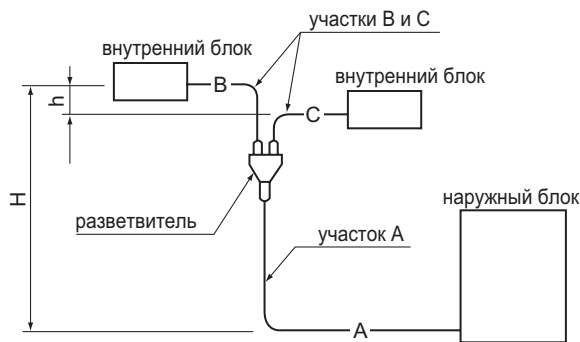 участки B и C
внутренний блок
внутренний блок
B
h
C
H
наружный блок
разветвитель
участок A
A